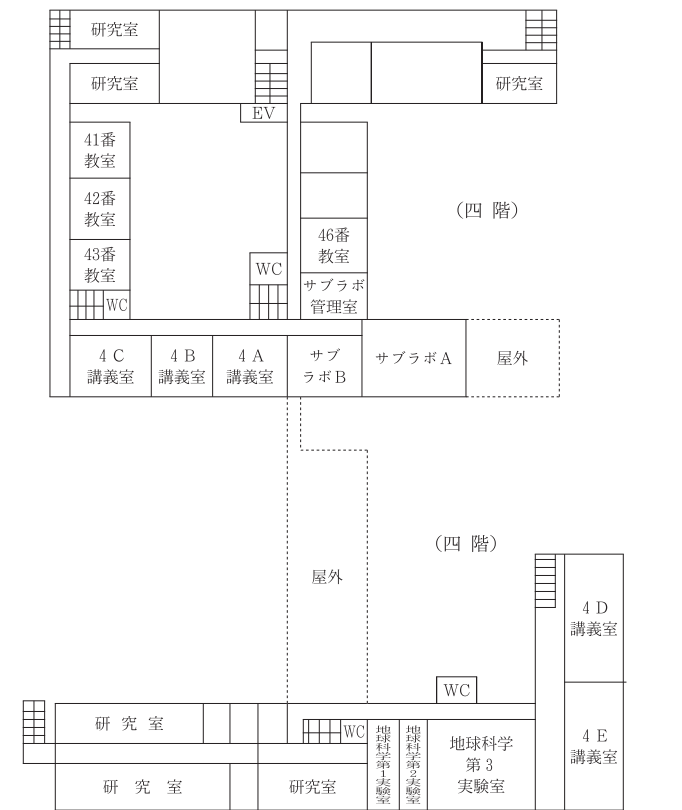 研究室
研究室
研究室
EV
41番
教室
42番
教室
43番
教室
WC
WC
46番
教室
サブラボ
管理室
（四 階）
4 C
講義室
4 B
講義室
4 A
講義室
サブ
ラボB
サブラボA
屋外
（四 階）
屋外
4 D
講義室
4 E
講義室
WC
研 究 室
WC
地球科学第1実験室
地球科学第2実験室
地球科学
第3
実験室
研 究 室
研究室